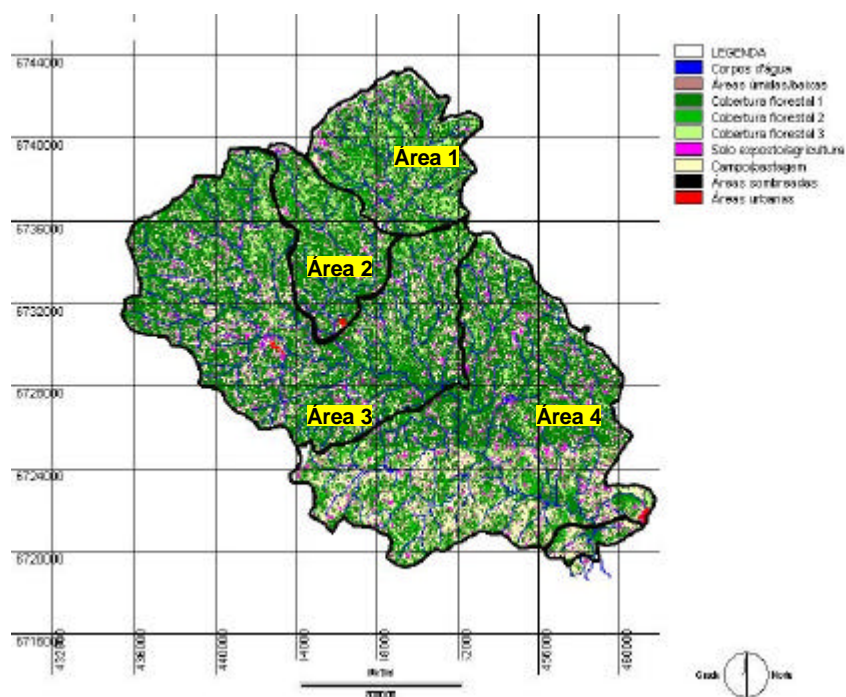 6744000
6740000
6736000
6732000
6728000
6724000
6720000
6716000
Área 1
Área 2
Área 3
Área 4
LEGENDA
Corpos d'água
Áreas úmidas/baixas
Cobertura florestal 1
Cobertura florestal 2
Cobertura florestal 3
Solo exposto/agricultura
Campo/pastagem
Áreas sombreadas
Áreas urbanas
432000
436000
440000
456000
460000
Norte